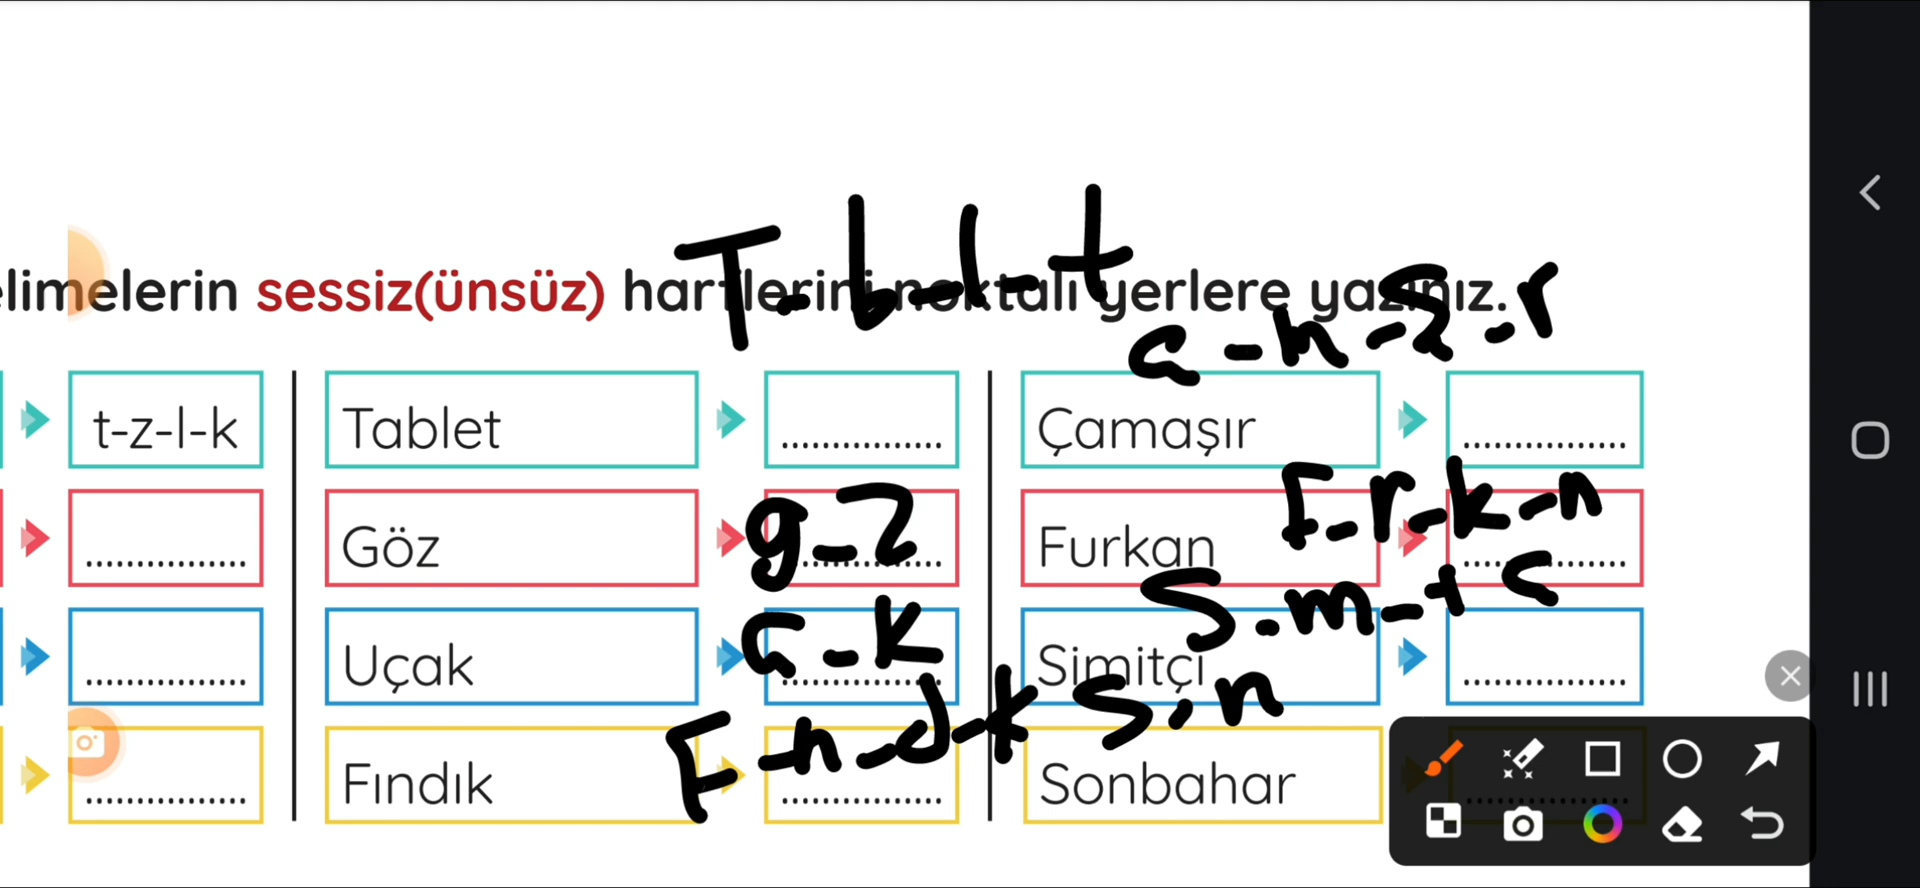 T-b-l-t
elimelerin sessiz(ünsüz) harflerini noktalı yerlere yazınız.
t-z-l-k
Tablet
................
Çamaşır
................
................
Göz
g-z
Furkan
F-r-k-n
................
Uçak
ç-k
Simitçi
S-m-t
................
................
Fındık
F-n-d-k
Sonbahar
S-n
................